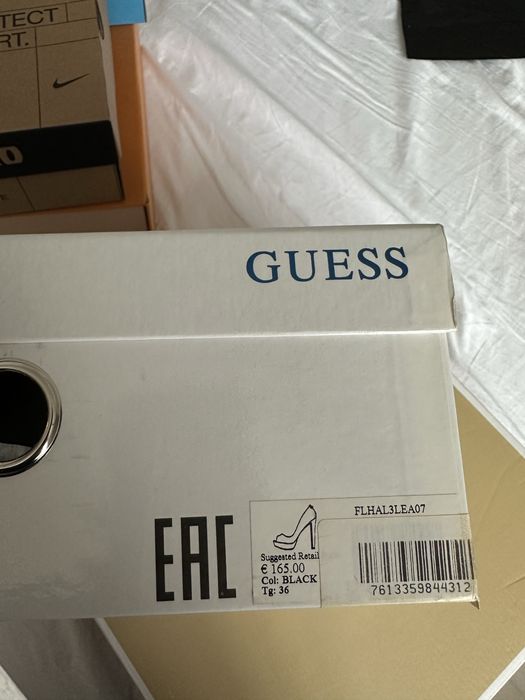 TECT
RT.
GUESS
EAC
FLHAL3LEA07
Suggested Retail
€ 165.00
Col: BLACK
Tg: 36
7613359844312